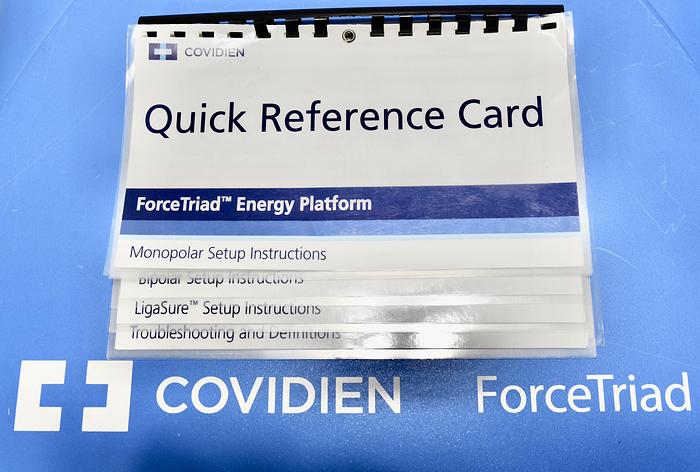 COVIDIEN
Quick Reference Card
ForceTriad™ Energy Platform
Monopolar Setup Instructions
Bipolar Setup Instructions
LigaSure™ Setup Instructions
Troubleshooting and Definitions
COVIDIEN ForceTriad